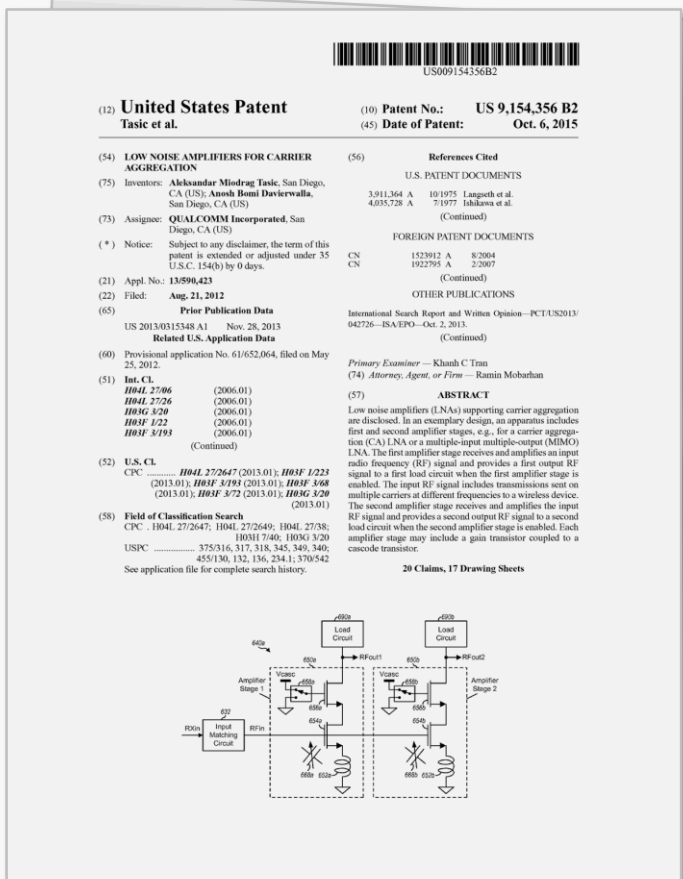 US009154356B2
(12) United States Patent
Tasic et al.
(10) Patent No.: US 9,154,356 B2
(45) Date of Patent: Oct. 6, 2015
(54) LOW NOISE AMPLIFIERS FOR CARRIER
AGGREGATION
(75) Inventors: Aleksandar Miodrag Tasic, San Diego,
CA (US); Anosh Bomi Davierwalla,
San Diego, CA (US)
(73) Assignee: QUALCOMM Incorporated, San
Diego, CA (US)
( * ) Notice: Subject to any disclaimer, the term of this
patent is extended or adjusted under 35
U.S.C. 154(b) by 0 days.
(21) Appl. No.: 13/590,423
(22) Filed: Aug. 21, 2012
(65) Prior Publication Data
US 2013/0315348 A1 Nov. 28, 2013
Related U.S. Application Data
(60) Provisional application No. 61/652,064, filed on May
25, 2012.
(51) Int. Cl.
H04L 27/06 (2006.01)
H04L 27/26 (2006.01)
H03G 3/20 (2006.01)
H03F 1/22 (2006.01)
H03F 3/193 (2006.01)
(Continued)
(52) U.S. Cl.
CPC ........... H04L 27/2647 (2013.01); H03F 1/223
(2013.01); H03F 3/193 (2013.01); H03F 3/68
(2013.01); H03F 3/72 (2013.01); H03G 3/20
(2013.01)
(58) Field of Classification Search
CPC . H04L 27/2647; H04L 27/2649; H04L 27/38;
H03H 7/40; H03G 3/20
USPC ................. 375/316, 317, 318, 345, 349, 340;
455/130, 132, 136, 234.1; 370/542
See application file for complete search history.
(56) References Cited
U.S. PATENT DOCUMENTS
3,911,364 A 10/1975 Langseth et al.
4,035,728 A 7/1977 Ishikawa et al.
(Continued)
FOREIGN PATENT DOCUMENTS
CN 1523912 A 8/2004
CN 1922795 A 2/2007
(Continued)
OTHER PUBLICATIONS
International Search Report and Written Opinion—PCT/US2013/
042726—ISA/EPO—Oct. 2, 2013.
(Continued)
Primary Examiner — Khanh C Tran
(74) Attorney, Agent, or Firm — Ramin Mobarhan
(57) ABSTRACT
Low noise amplifiers (LNAs) supporting carrier aggregation
are disclosed. In an exemplary design, an apparatus includes
first and second amplifier stages, e.g., for a carrier aggrega-
tion (CA) LNA or a multiple-input multiple-output (MIMO)
LNA. The first amplifier stage receives and amplifies an input
radio frequency (RF) signal and provides a first output RF
signal to a first load circuit when the first amplifier stage is
enabled. The input RF signal includes transmissions sent on
multiple carriers at different frequencies to a wireless device.
The second amplifier stage receives and amplifies the input
RF signal and provides a second output RF signal to a second
load circuit when the second amplifier stage is enabled. Each
amplifier stage may include a gain transistor coupled to a
cascode transistor.
20 Claims, 17 Drawing Sheets
690a 690b
Load
Circuit
Load
Circuit
640a
650a
RFout1
650b
RFout2
Amplifier
Stage 1
Vcasc
658a
656a
Vcasc
658b
656b
Amplifier
Stage 2
632
654a
654b
RXin
Input
Matching
Circuit
RFin
668a 652a
668b 652b